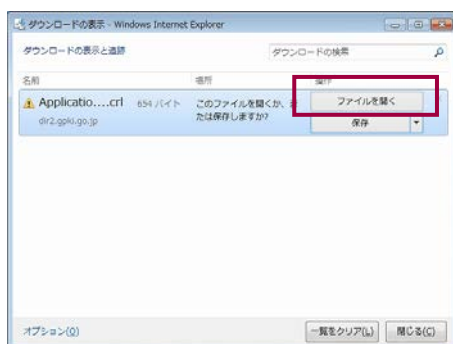 ダウンロードの表示 - Windows Internet Explorer
ダウンロードの表示と追跡
ダウンロードの検索
名前 場所 操作
Applicatio....crl 654 バイト このファイルを開くか、ま ファイルを開く
dir2.gpki.go.jp たは保存しますか? 保存
オプション(O) 一覧をクリア(L) 閉じる(C)